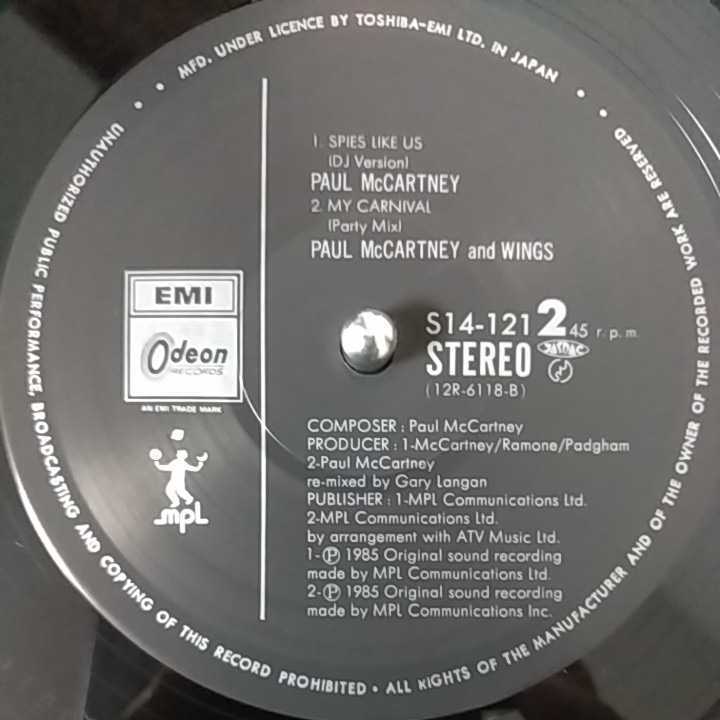 MFD. UNDER LICENCE BY TOSHIBA-EMI LTD. IN JAPAN
UNAUTHORIZED PUBLIC PERFORMANCE, BROADCASTING AND COPYING OF THIS RECORD PROHIBITED • ALL RIGHTS OF THE MANUFACTURER AND OF THE OWNER OF THE RECORDED WORK ARE RESERVED
1. SPIES LIKE US
(DJ Version)
PAUL McCARTNEY
2. MY CARNIVAL
(Party Mix)
PAUL McCARTNEY and WINGS
EMI
Odeon
RECORDS
AN EMI TRADE MARK
mpL
S14-121 2 45 r.p.m.
STEREO
(12R-6118-B)
COMPOSER : Paul McCartney
PRODUCER : 1-McCartney/Ramone/Padgham
2-Paul McCartney
re-mixed by Gary Langan
PUBLISHER : 1-MPL Communications Ltd.
2-MPL Communications Ltd.
by arrangement with ATV Music Ltd.
1-Ⓟ 1985 Original sound recording
made by MPL Communications Ltd.
2-Ⓟ 1985 Original sound recording
made by MPL Communications Inc.